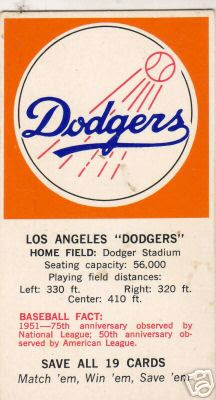 Dodgers
LOS ANGELES "DODGERS"
HOME FIELD: Dodger Stadium
Seating capacity: 56,000
Playing field distances:
Left: 330 ft. Right: 320 ft.
Center: 410 ft.
BASEBALL FACT:
1951—75th anniversary observed by
National League; 50th anniversary ob-
served by American League.
SAVE ALL 19 CARDS
Match 'em, Win 'em, Save 'em